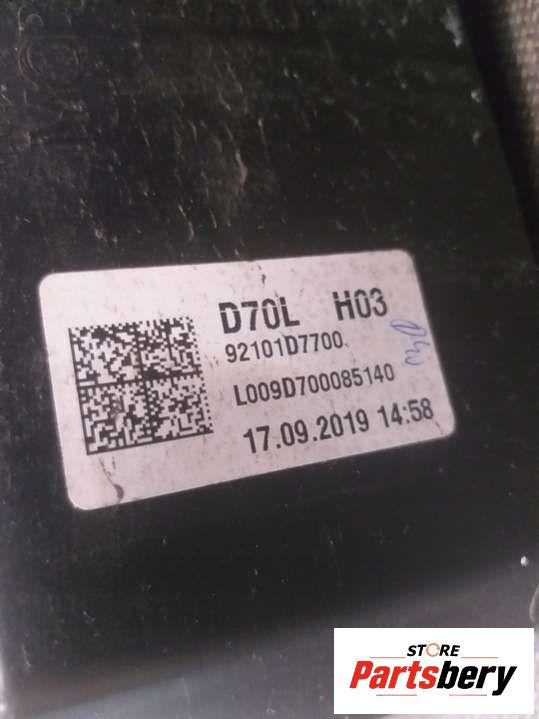 D70L H03
92101D7700
L009D700085140
17.09.2019 14:58
STORE
Partsbery